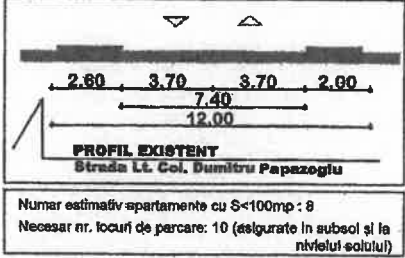 2.60 3.70 3.70 2.00
7.40
12.00
PROFIL EXISTENT
Strada Lt. Col. Dumitru Papazoglu
Numar estimativ apartamente cu S<100mp : 8
Necesar nr. locuri de parcare: 10 (asigurate in subsol și la
nivelul solului)